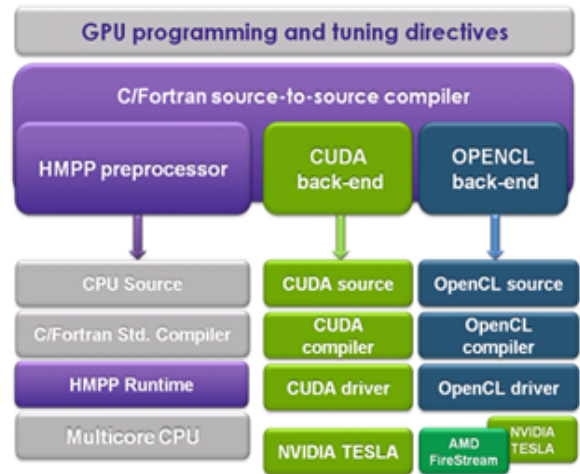 GPU programming and tuning directives
C/Fortran source-to-source compiler
HMPP preprocessor
CUDA
back-end
OPENCL
back-end
CPU Source
CUDA source
OpenCL source
C/Fortran Std. Compiler
CUDA
compiler
OpenCL
compiler
HMPP Runtime
CUDA driver
OpenCL driver
Multicore CPU
NVIDIA TESLA
AMD
FireStream
NVIDIA
TESLA